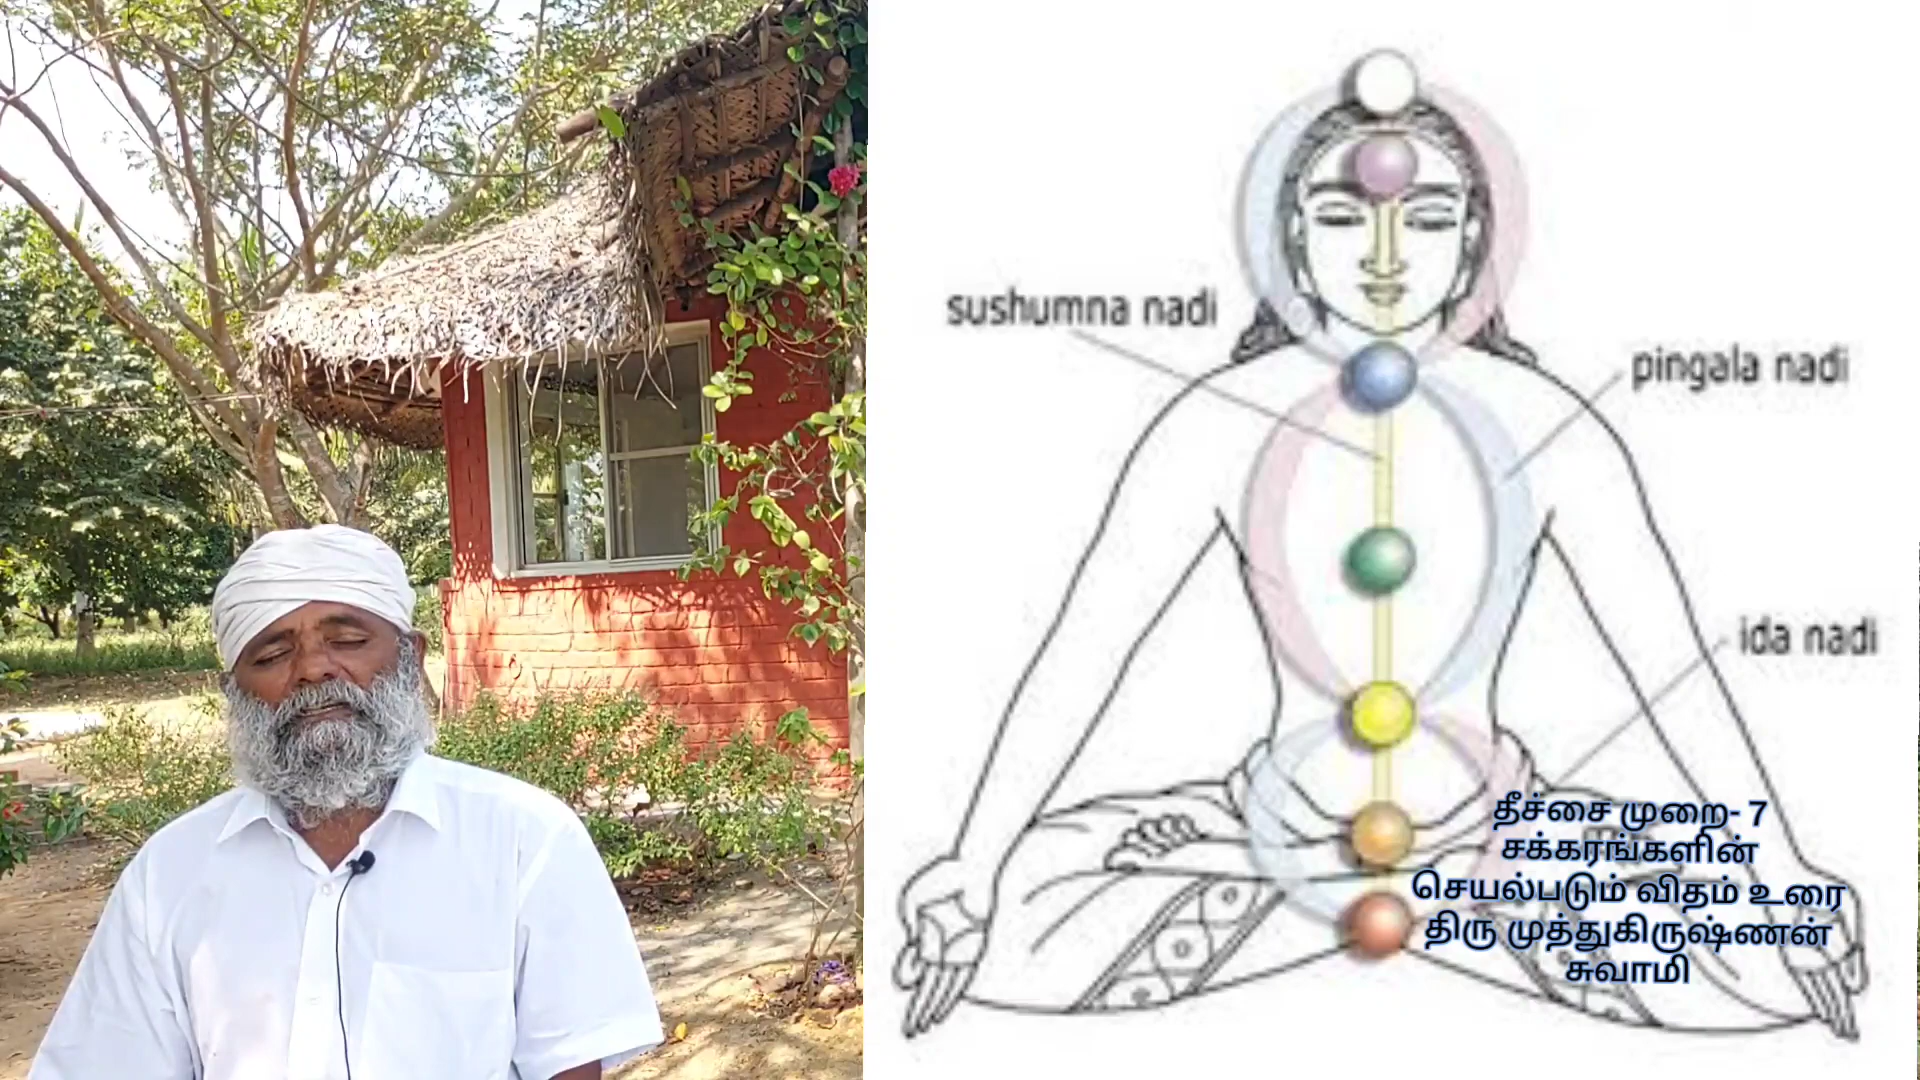 sushumna nadi
pingala nadi
ida nadi
தீச்சை முறை- 7
சக்கரங்களின்
செயல்படும் விதம் உரை
திரு முத்துகிருஷ்ணன்
சுவாமி